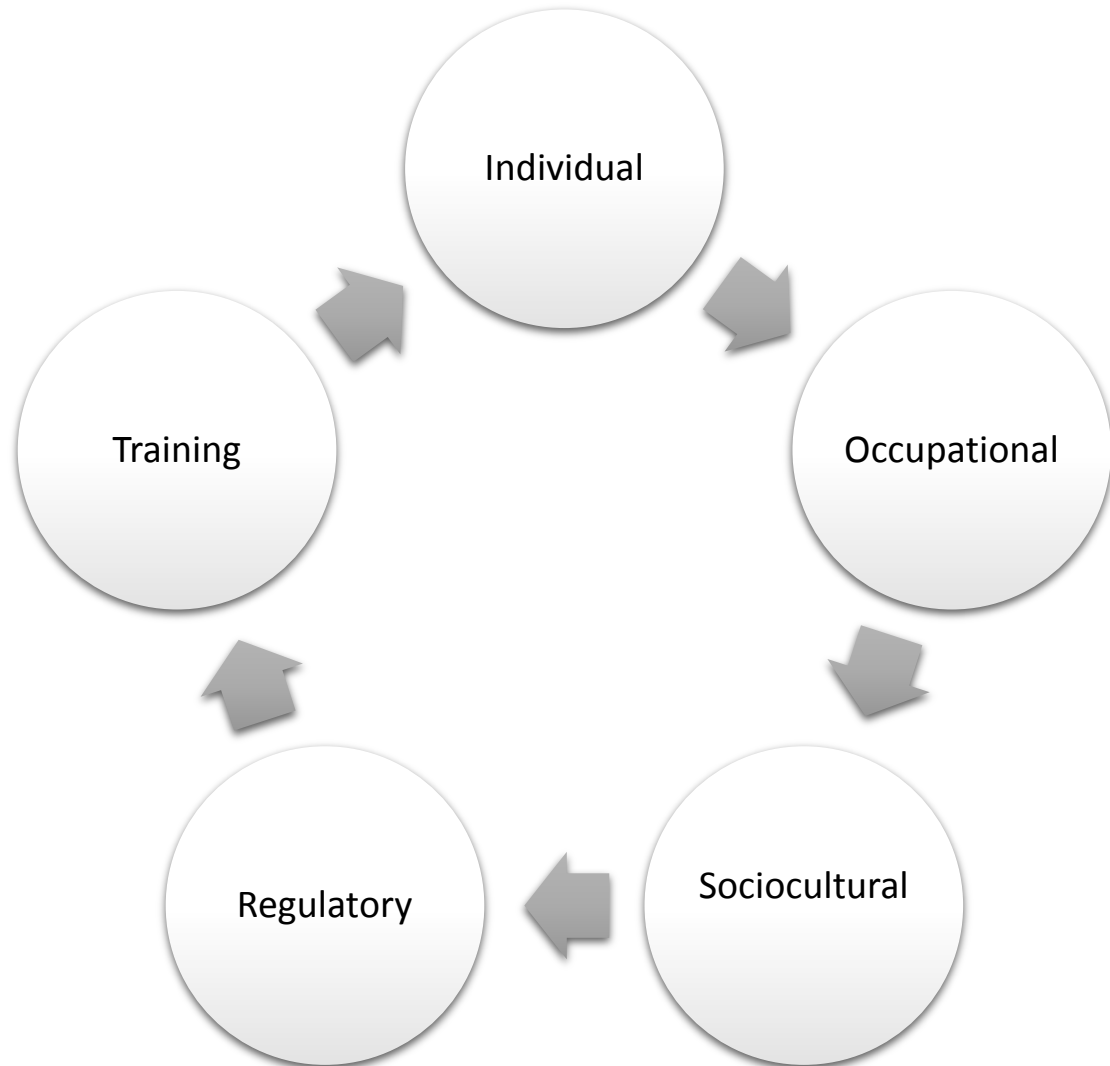 Individual
Occupational
Sociocultural
Regulatory
Training